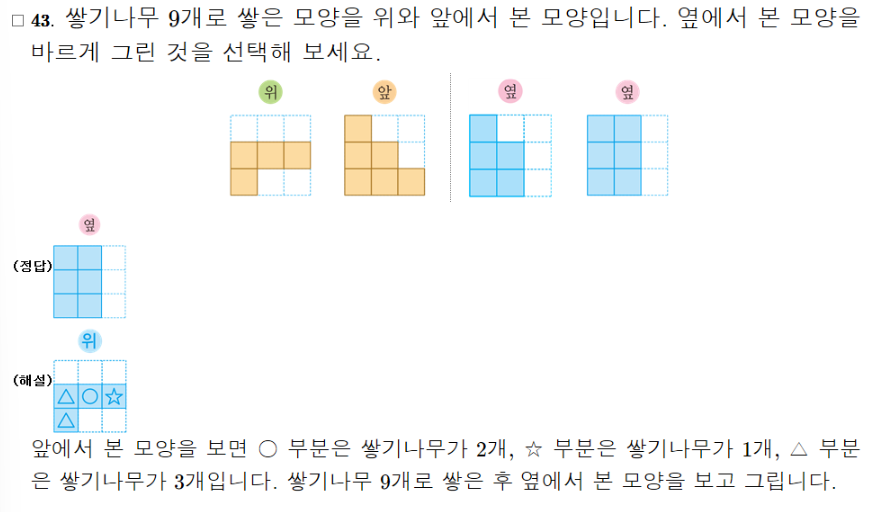 □ 43. 쌓기나무 9개로 쌓은 모양을 위와 앞에서 본 모양입니다. 옆에서 본 모양을
바르게 그린 것을 선택해 보세요.
위 앞 옆 옆
옆
(정답)
위
(해설)
△ ○ ☆
△
앞에서 본 모양을 보면 ○ 부분은 쌓기나무가 2개, ☆ 부분은 쌓기나무가 1개, △ 부분
은 쌓기나무가 3개입니다. 쌓기나무 9개로 쌓은 후 옆에서 본 모양을 보고 그립니다.